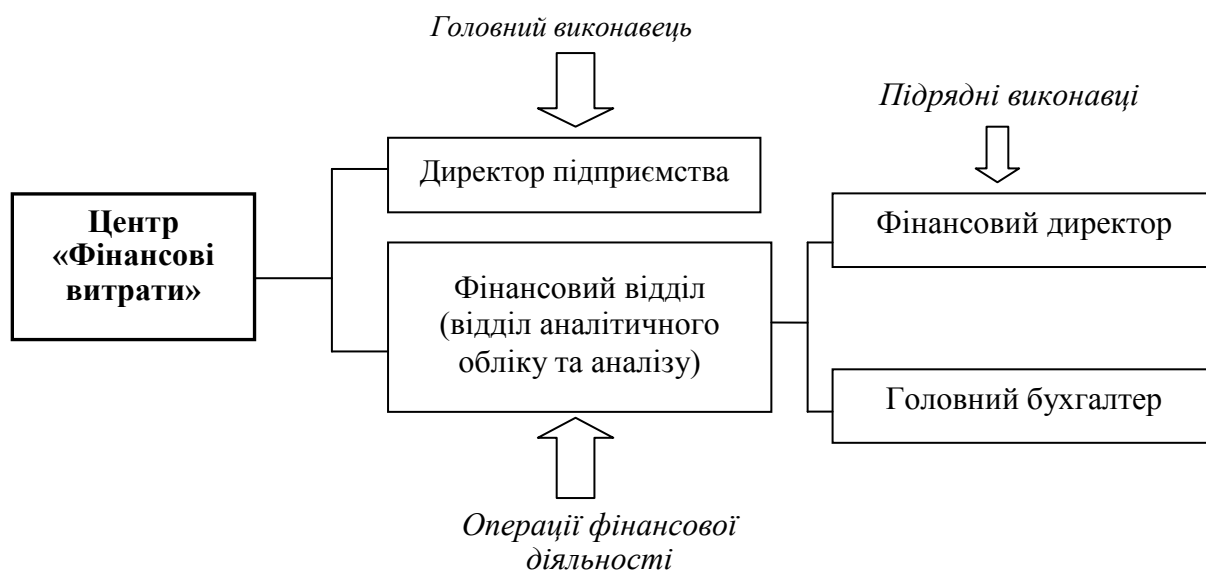 Головний виконавець
Підрядні виконавці
Директор підприємства
Центр
«Фінансові
витрати»
Фінансовий директор
Фінансовий відділ
(відділ аналітичного
обліку та аналізу)
Головний бухгалтер
Операції фінансової
діяльності